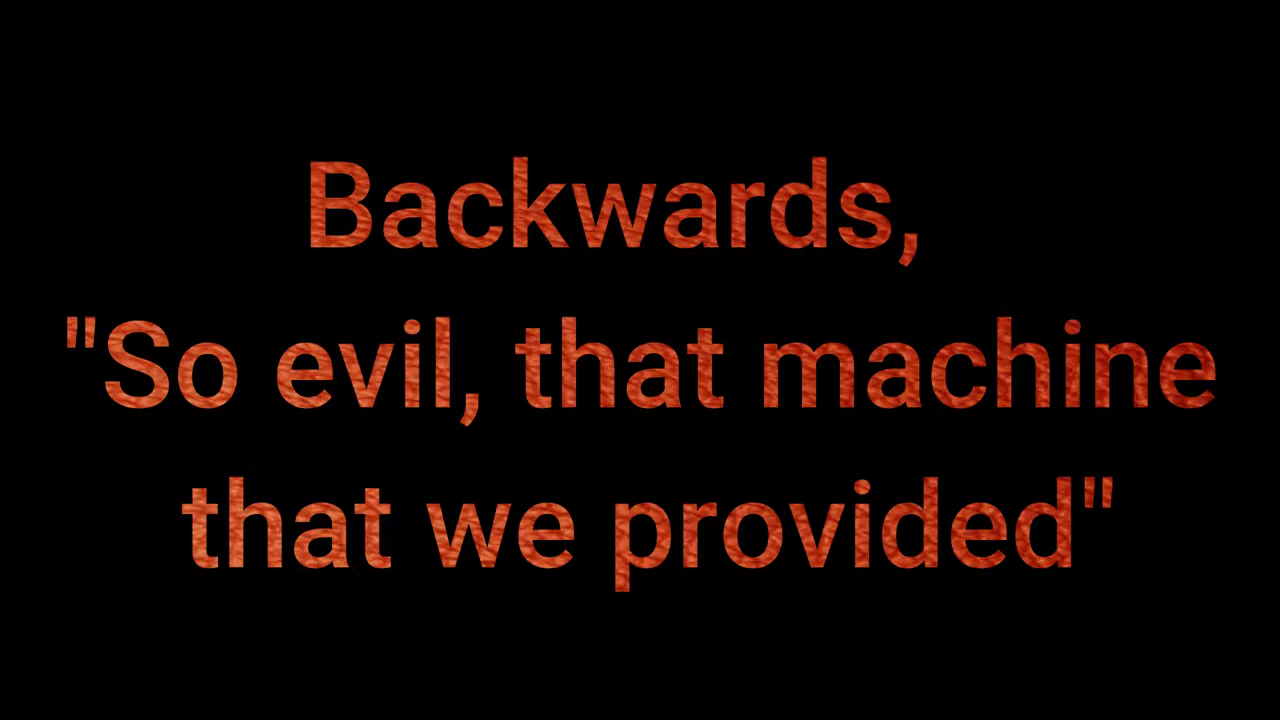 Backwards,
"So evil, that machine
that we provided"